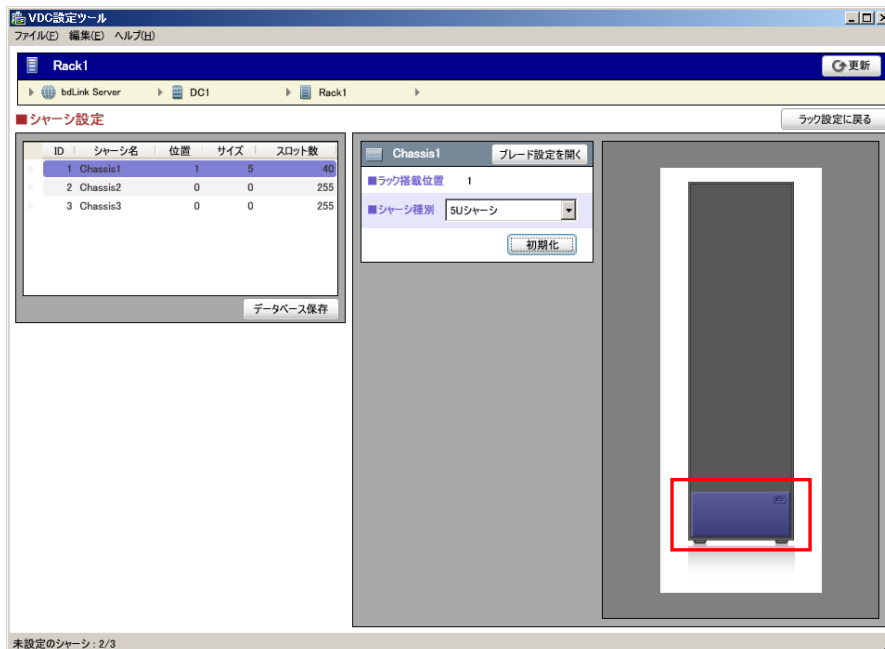 VDC設定ツール
ファイル(F) 編集(E) ヘルプ(H)
Rack1 更新
bdLink Server DC1 Rack1
■シャーシ設定 ラック設定に戻る
ID シャーシ名 位置 サイズ スロット数
1 Chassis1 1 5 40
2 Chassis2 0 0 255
3 Chassis3 0 0 255
データベース保存
Chassis1 ブレード設定を開く
■ラック搭載位置 1
■シャーシ種別 5Uシャーシ
初期化
未設定のシャーシ : 2/3